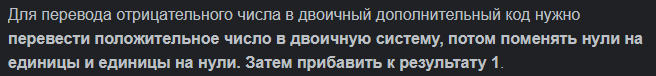 Для перевода отрицательного числа в двоичный дополнительный код нужно
перевести положительное число в двоичную систему, потом поменять нули на
единицы и единицы на нули. Затем прибавить к результату 1.